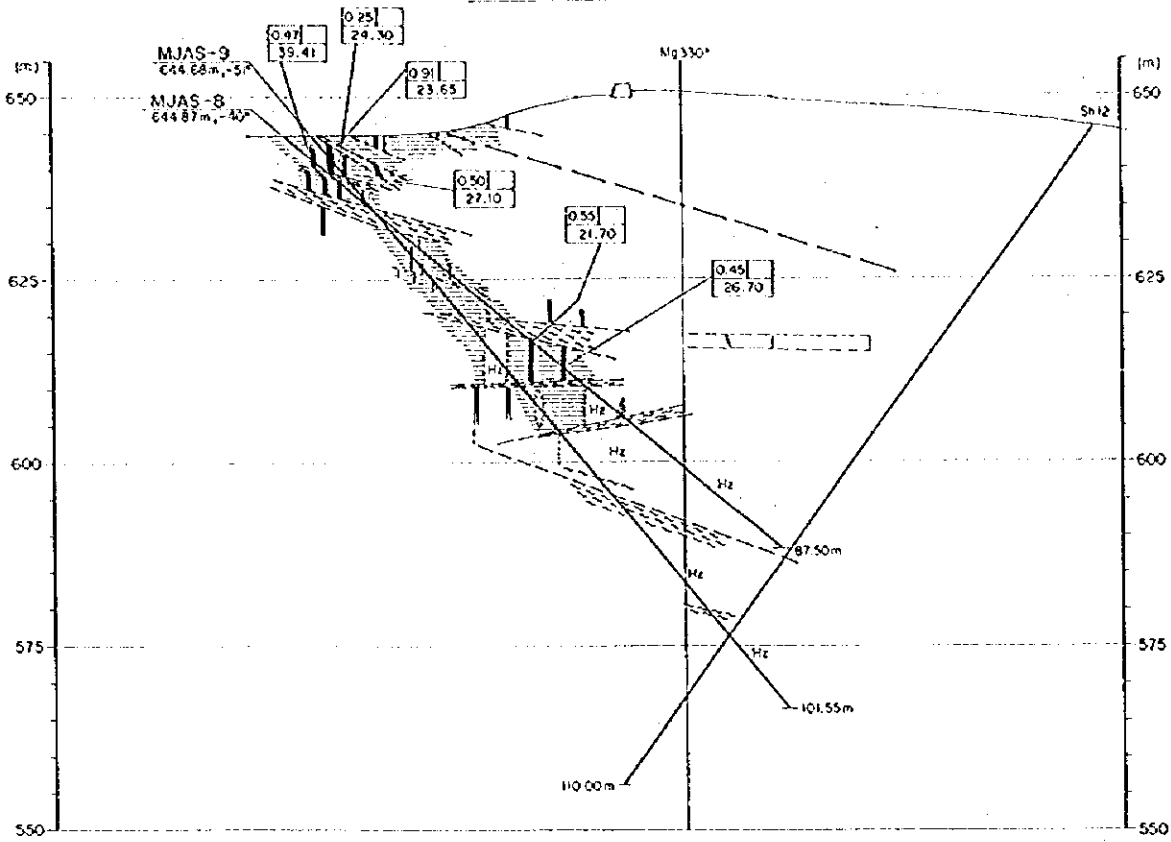 0.25
24.30
0.47
39.41
MJAS-9
644.68m,-51°
0.91
23.65
Mg330°
(m)
(m)
650
650
MJAS-8
644.87m,-40°
Sh12
0.50
27.10
0.55
21.70
0.45
26.70
625
625
Hz
Hz
Hz
600
600
Hz
87.50m
Hz
575
575
Hz
101.55m
110.00m
550
550